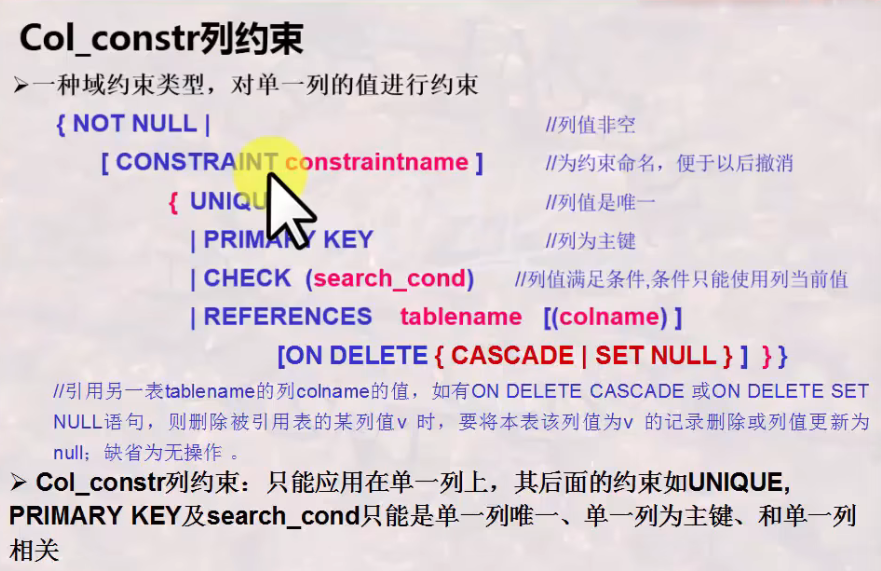 Col_constr列约束
➢一种域约束类型，对单一列的值进行约束
{ NOT NULL | //列值非空
[ CONSTRAINT constraintname ] //为约束命名，便于以后撤消
{ UNIQU //列值是唯一
| PRIMARY KEY //列为主键
| CHECK (search_cond) //列值满足条件,条件只能使用列当前值
| REFERENCES tablename [(colname) ]
[ON DELETE { CASCADE | SET NULL } ] } }
//引用另一表tablename的列colname的值，如有ON DELETE CASCADE 或ON DELETE SET
NULL语句，则删除被引用表的某列值v 时，要将本表该列值为v 的记录删除或列值更新为
null；缺省为无操作 。
➢ Col_constr列约束：只能应用在单一列上，其后面的约束如UNIQUE,
PRIMARY KEY及search_cond只能是单一列唯一、单一列为主键、和单一列
相关